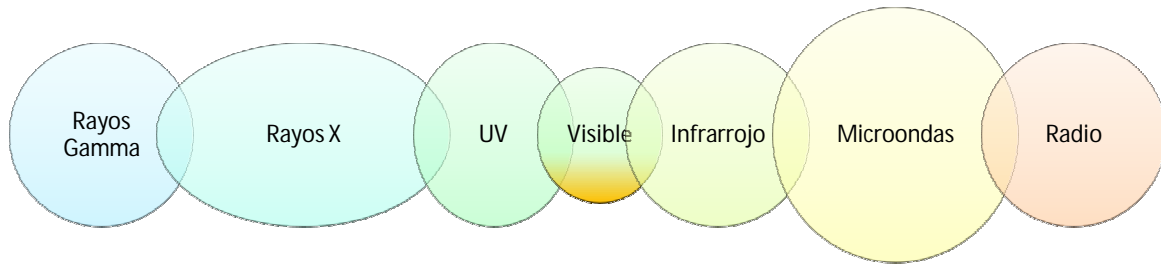 Rayos
Gamma
Rayos X
UV
Visible
Infrarrojo
Microondas
Radio